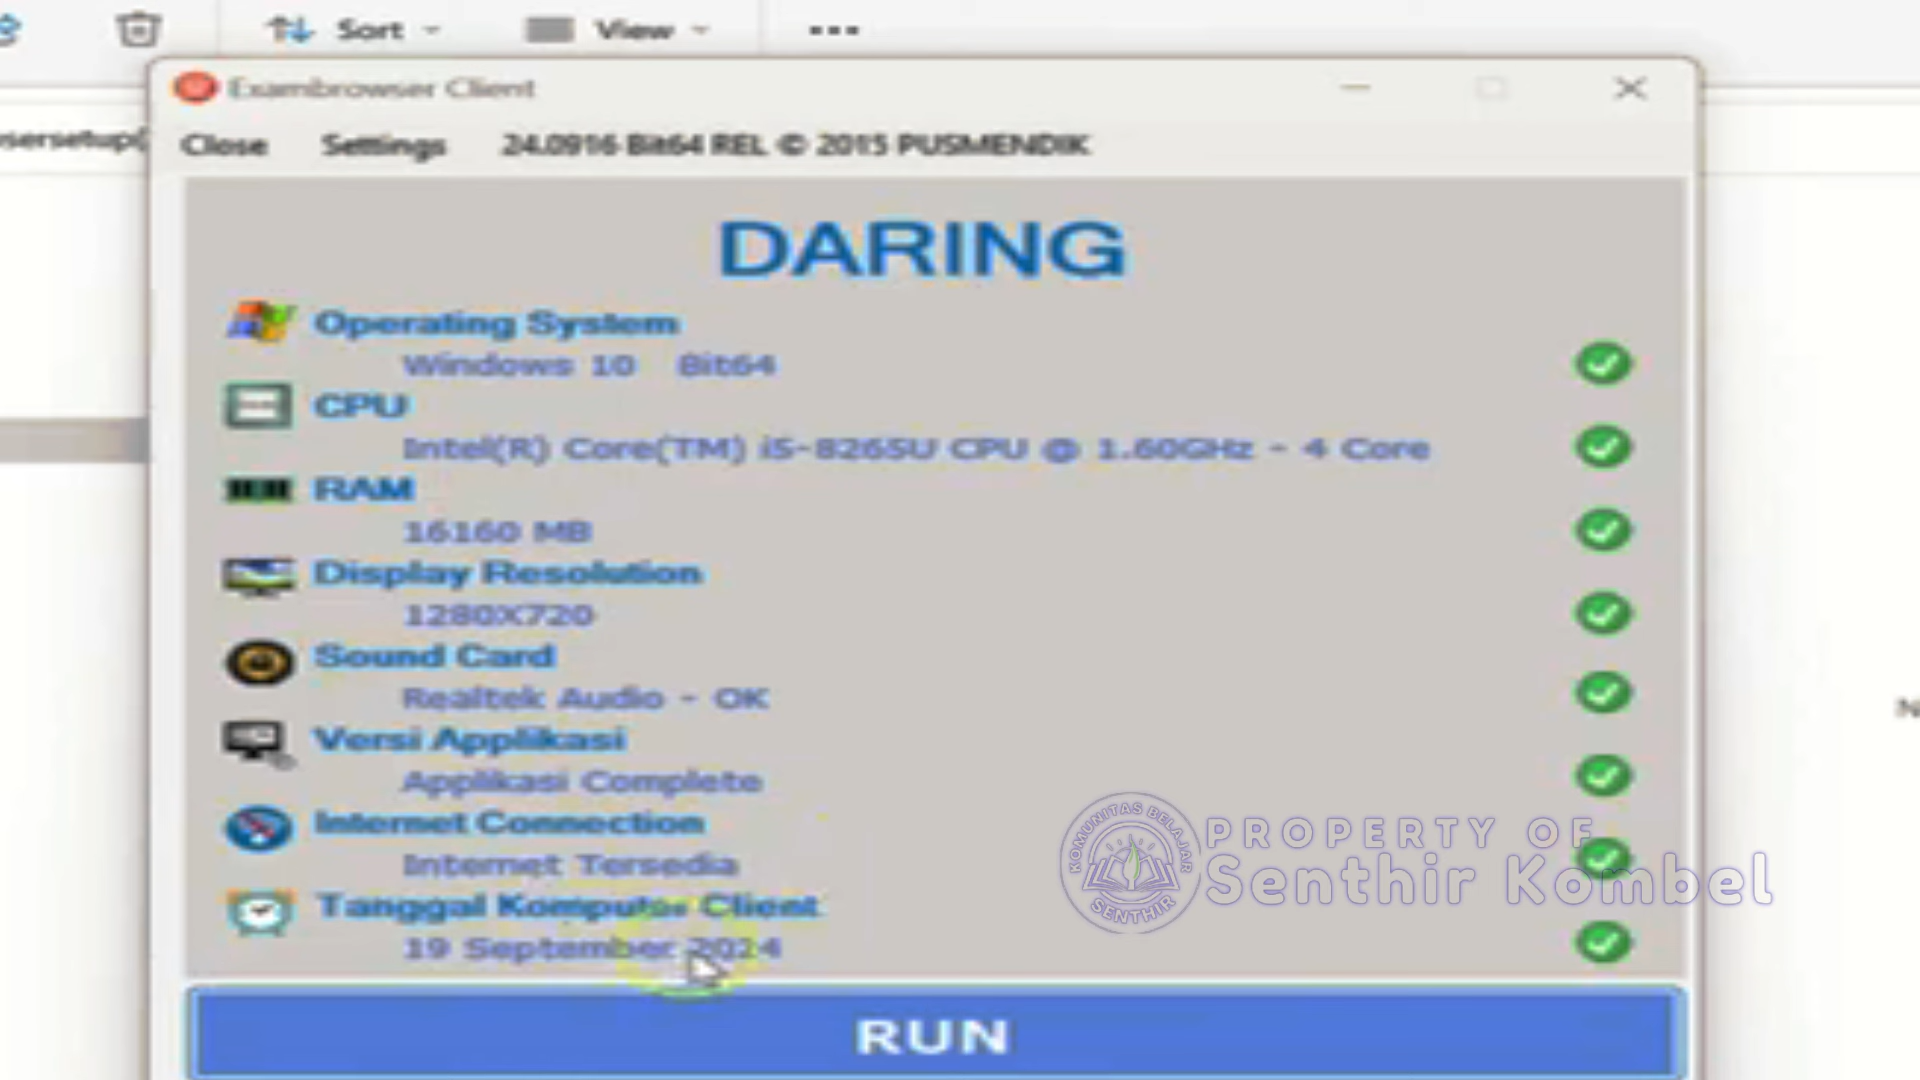 Sort
View
Exambrowser Client
Close Settings 24.0916 Bit64 REL © 2015 PUSMENDIK
DARING
Operating System
Windows 10 Bit64
CPU
Intel(R) Core(TM) i5-8265U CPU @ 1.60GHz - 4 Core
RAM
16160 MB
Display Resolution
1280X720
Sound Card
Realtek Audio - OK
Versi Applikasi
Applikasi Complete
Internet Connection
Internet Tersedia
Tanggal Komputer Client
19 September 2024
RUN
KOMUNITAS BELAJAR
SENTHIR
PROPERTY OF
Senthir Kombel